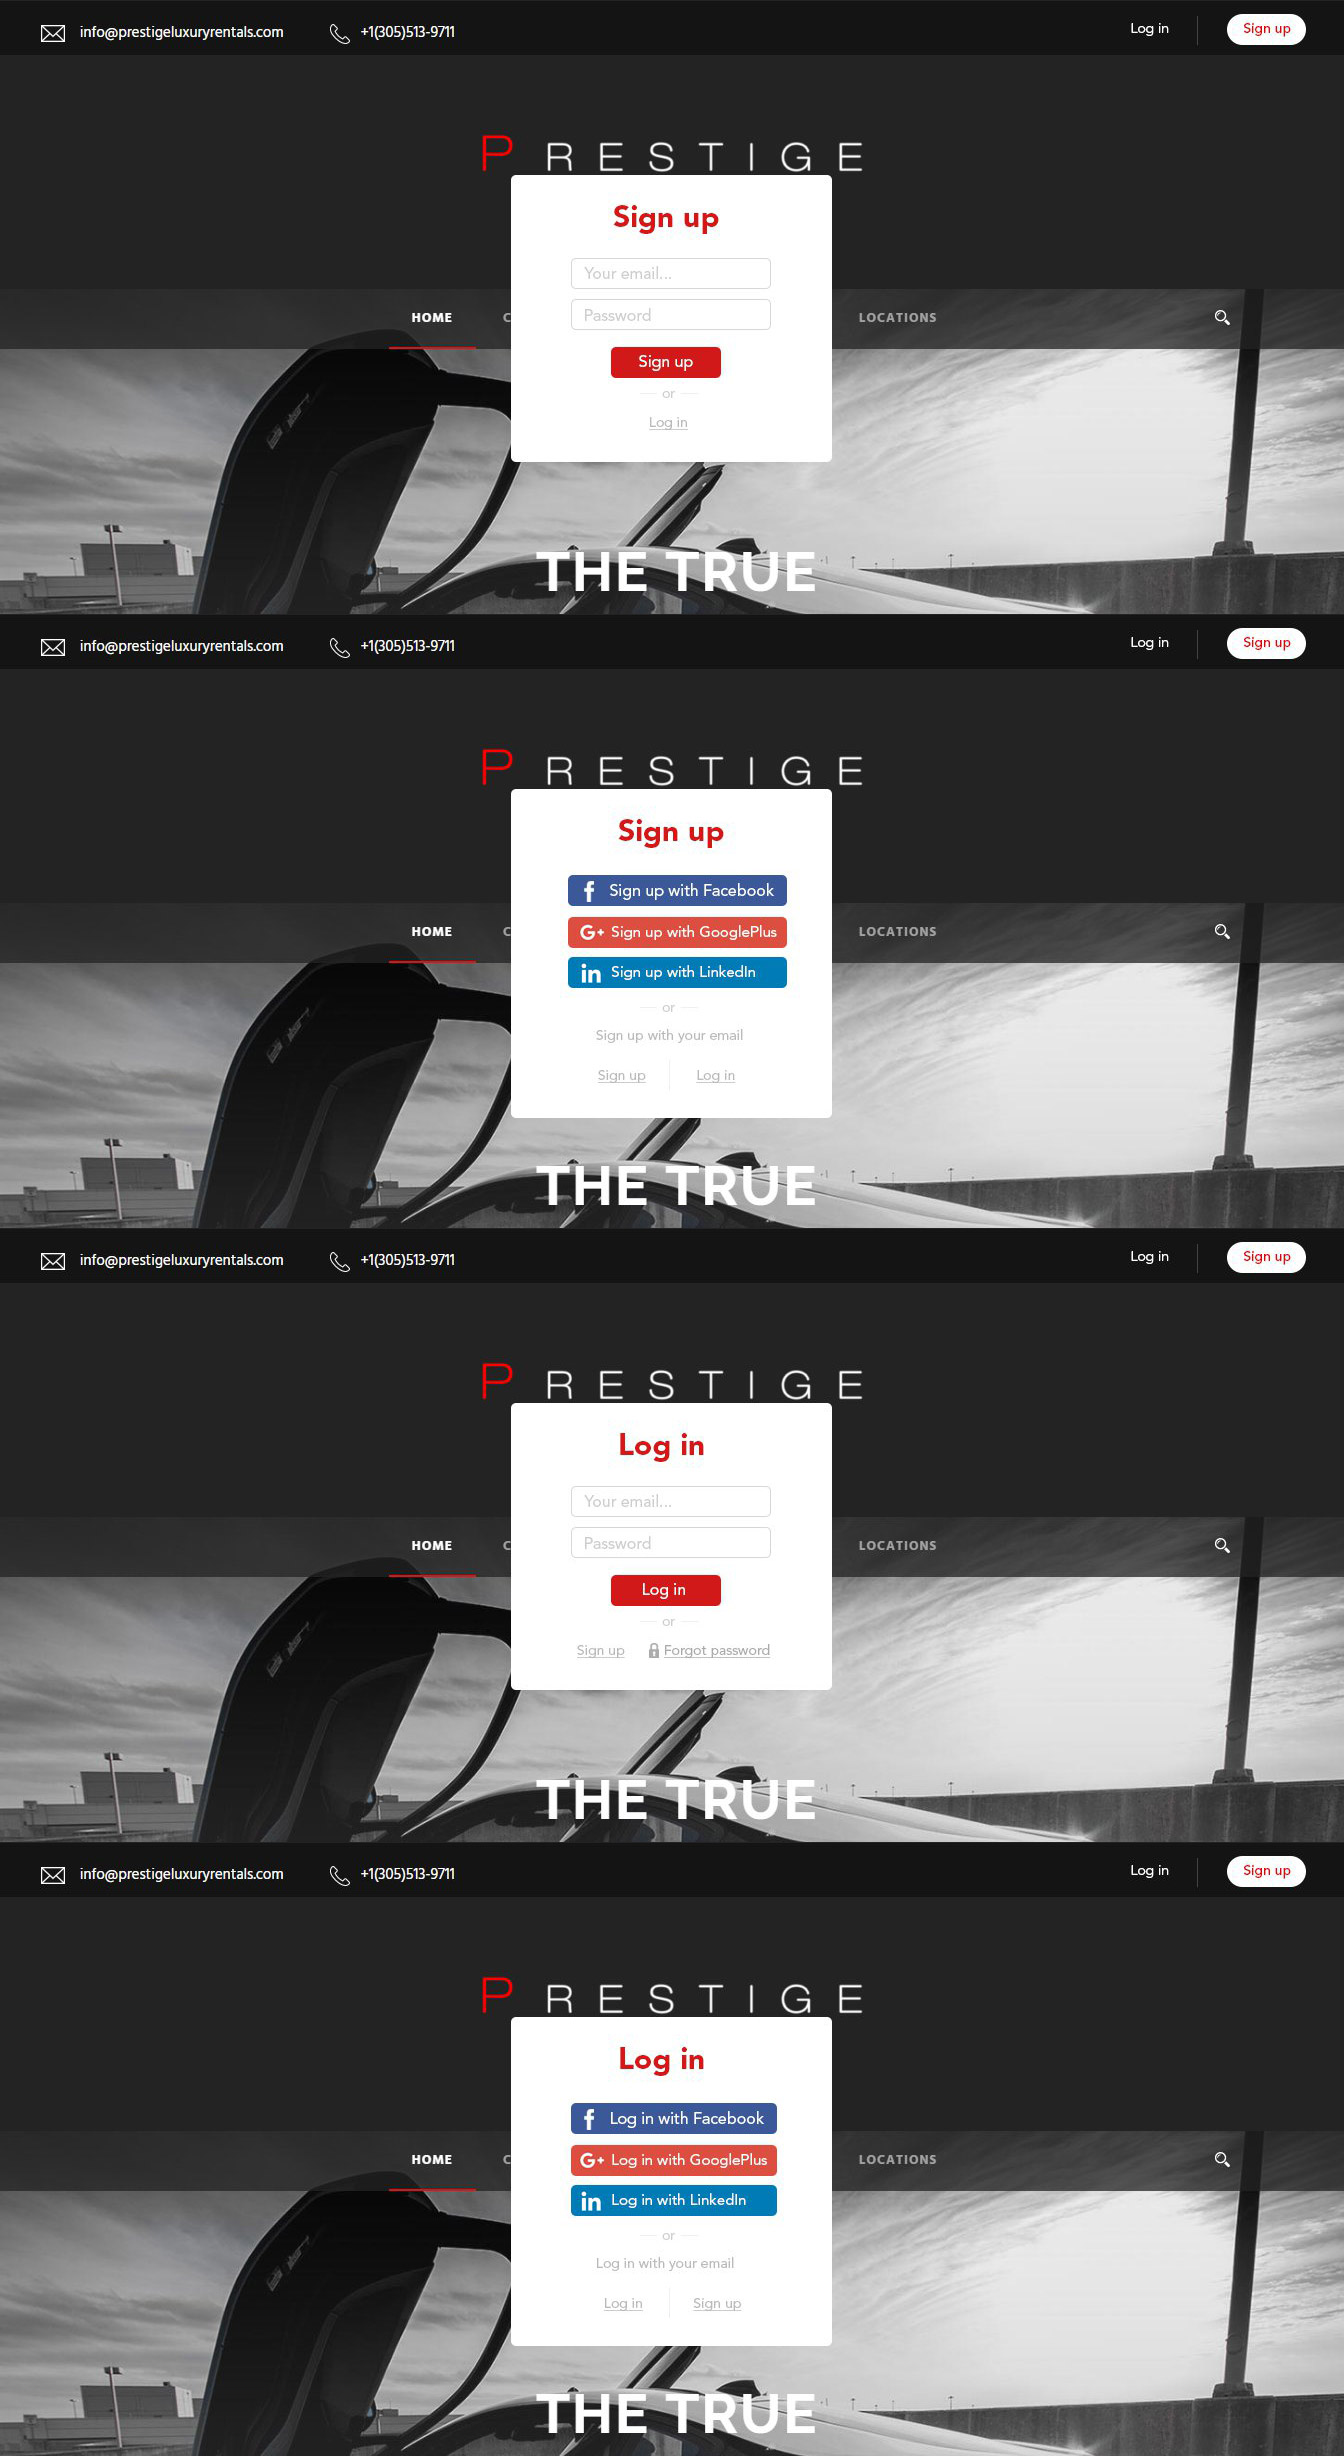 info@prestigeluxuryrentals.com +1(305)513-9711 Log in Sign up
PRESTIGE
Sign up
Your email...
HOME C LOCATIONS
Password
Sign up
or
Log in
THE TRUE
info@prestigeluxuryrentals.com +1(305)513-9711 Log in Sign up
PRESTIGE
Sign up
Sign up with Facebook
HOME C G+ Sign up with GooglePlus LOCATIONS
in Sign up with LinkedIn
or
Sign up with your email
Sign up Log in
THE TRUE
info@prestigeluxuryrentals.com +1(305)513-9711 Log in Sign up
PRESTIGE
Log in
Your email...
HOME C Password LOCATIONS
Log in
or
Sign up Forgot password
THE TRUE
info@prestigeluxuryrentals.com +1(305)513-9711 Log in Sign up
PRESTIGE
Log in
Log in with Facebook
HOME C G+ Log in with GooglePlus LOCATIONS
in Log in with LinkedIn
or
Log in with your email
Log in Sign up
THE TRUE